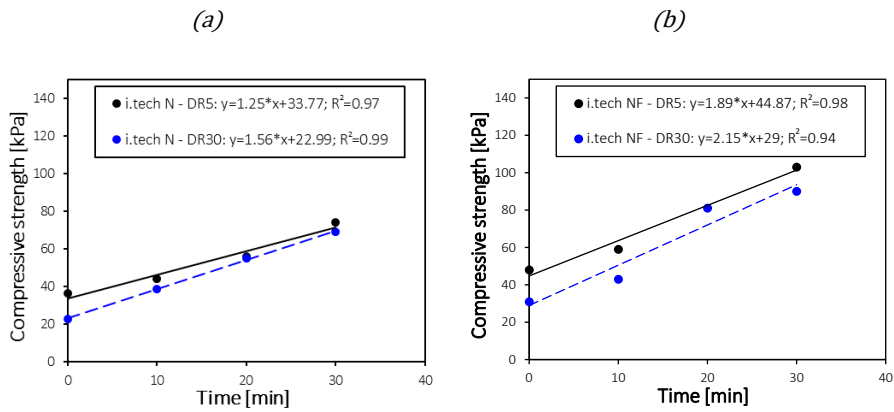 (a)
Compressive strength [kPa]
140
120
100
80
60
40
20
0
i.tech N - DR5: y=1.25*x+33.77; R²=0.97
i.tech N - DR30: y=1.56*x+22.99; R²=0.99
0 10 20 30 40
Time [min]
(b)
Compressive strength [kPa]
140
120
100
80
60
40
20
0
i.tech NF - DR5: y=1.89*x+44.87; R²=0.98
i.tech NF - DR30: y=2.15*x+29; R²=0.94
0 10 20 30 40
Time [min]